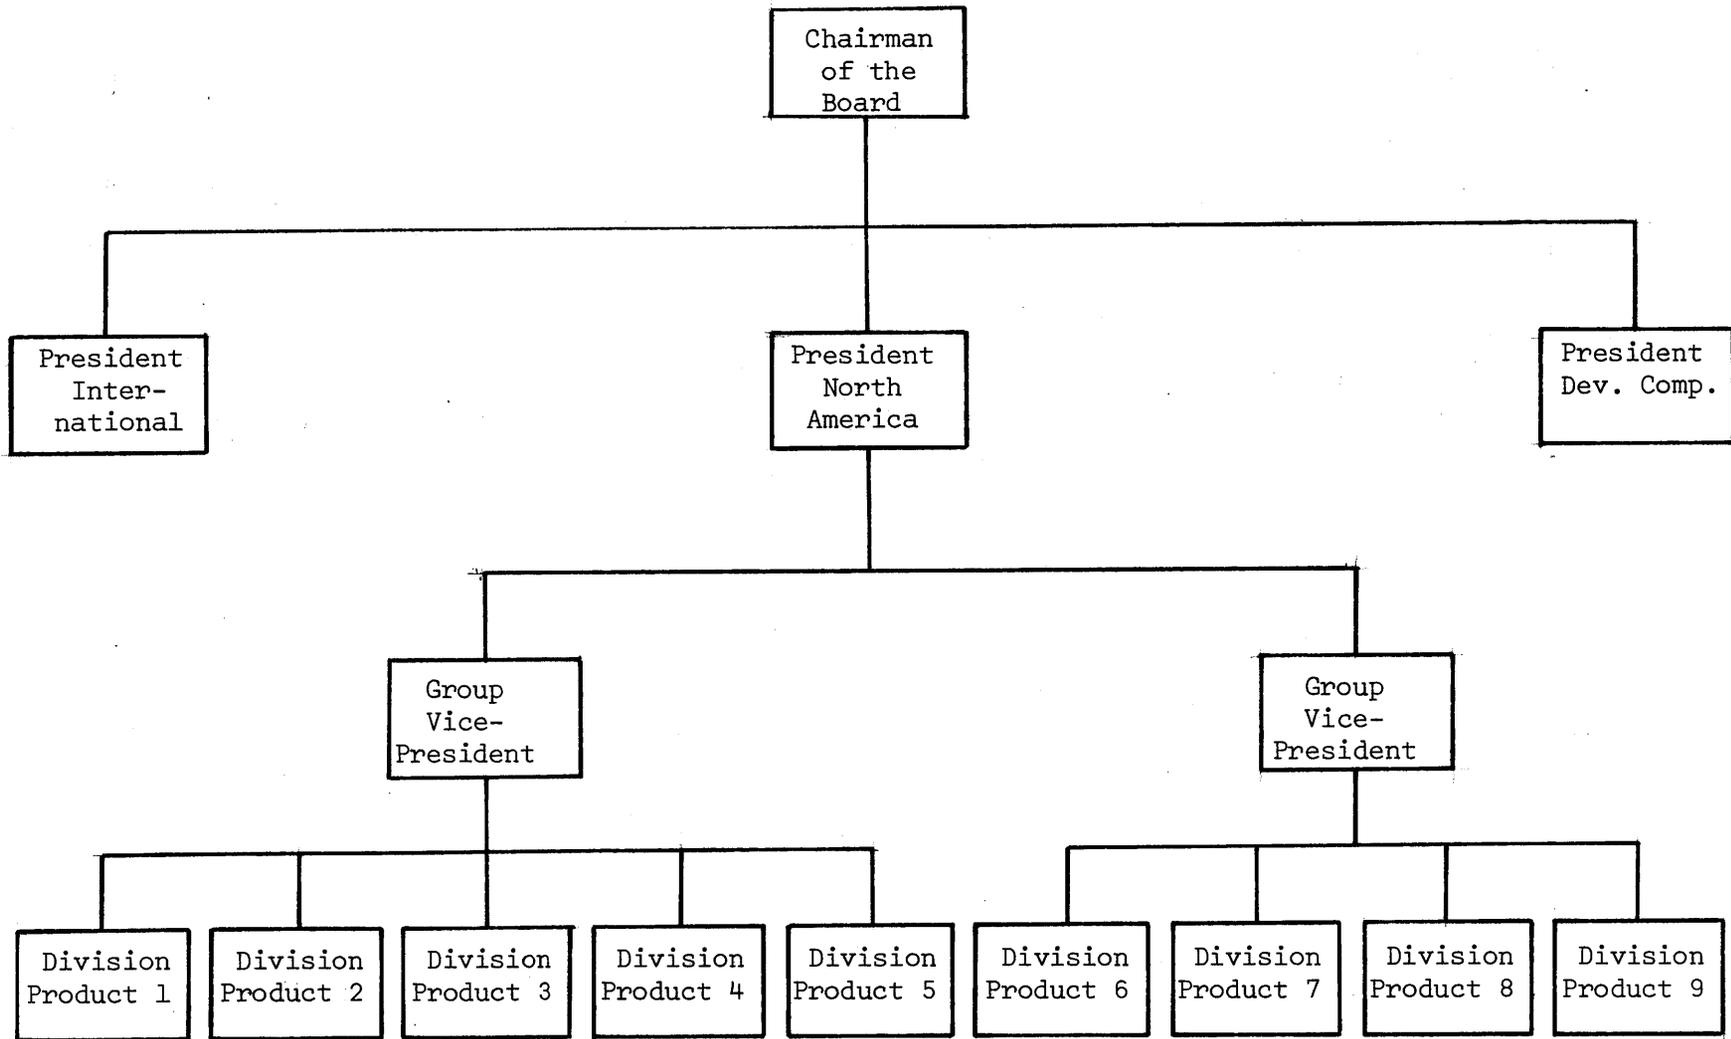 Chairman
of the
Board
President
Inter-
national
President
North
America
President
Dev. Comp.
Group
Vice-
President
Group
Vice-
President
Division
Product 1
Division
Product 2
Division
Product 3
Division
Product 4
Division
Product 5
Division
Product 6
Division
Product 7
Division
Product 8
Division
Product 9